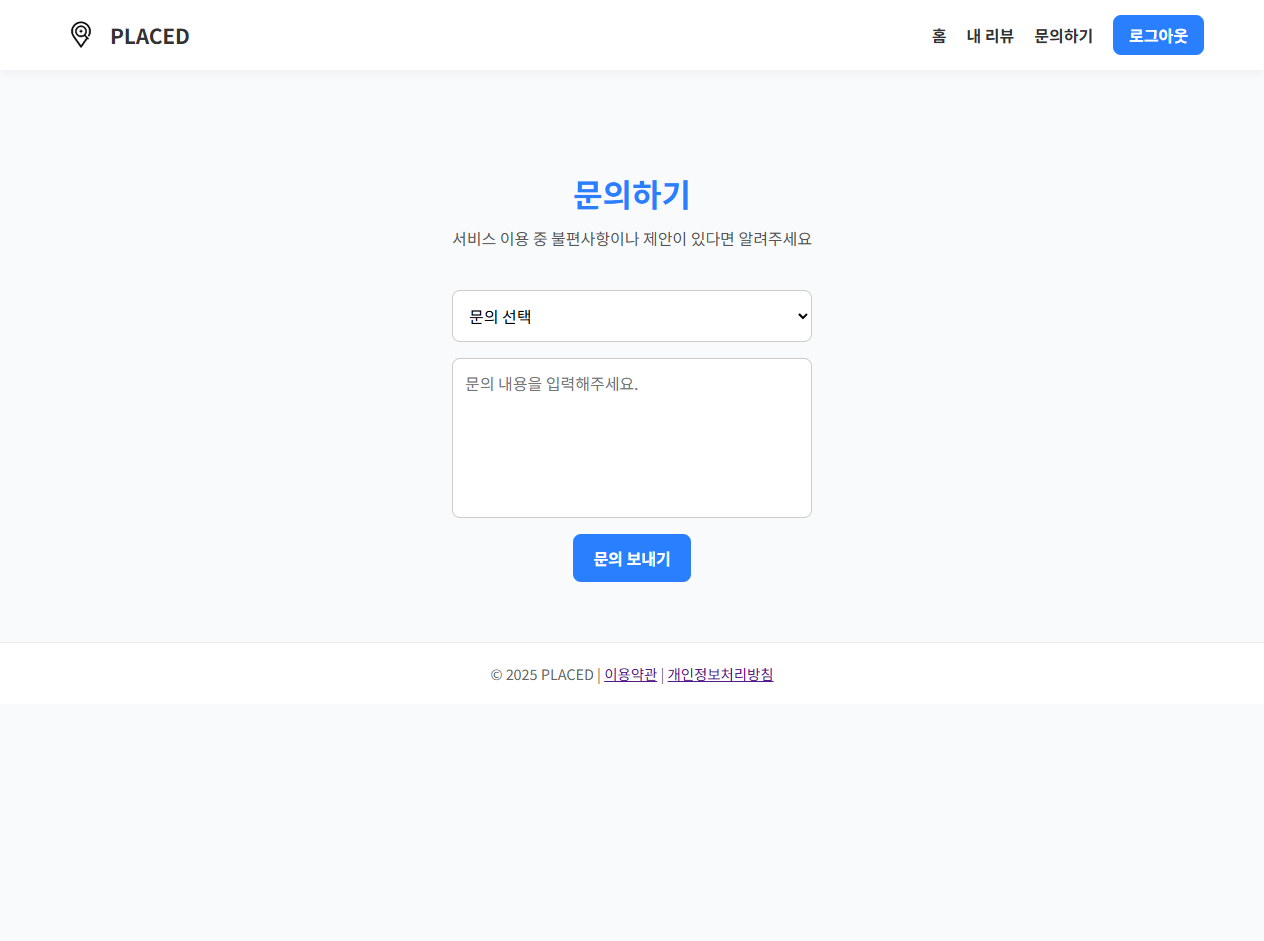 PLACED
홈 내 리뷰 문의하기 로그아웃
문의하기
서비스 이용 중 불편사항이나 제안이 있다면 알려주세요
문의 선택
문의 내용을 입력해주세요.
문의 보내기
© 2025 PLACED | 이용약관 | 개인정보처리방침